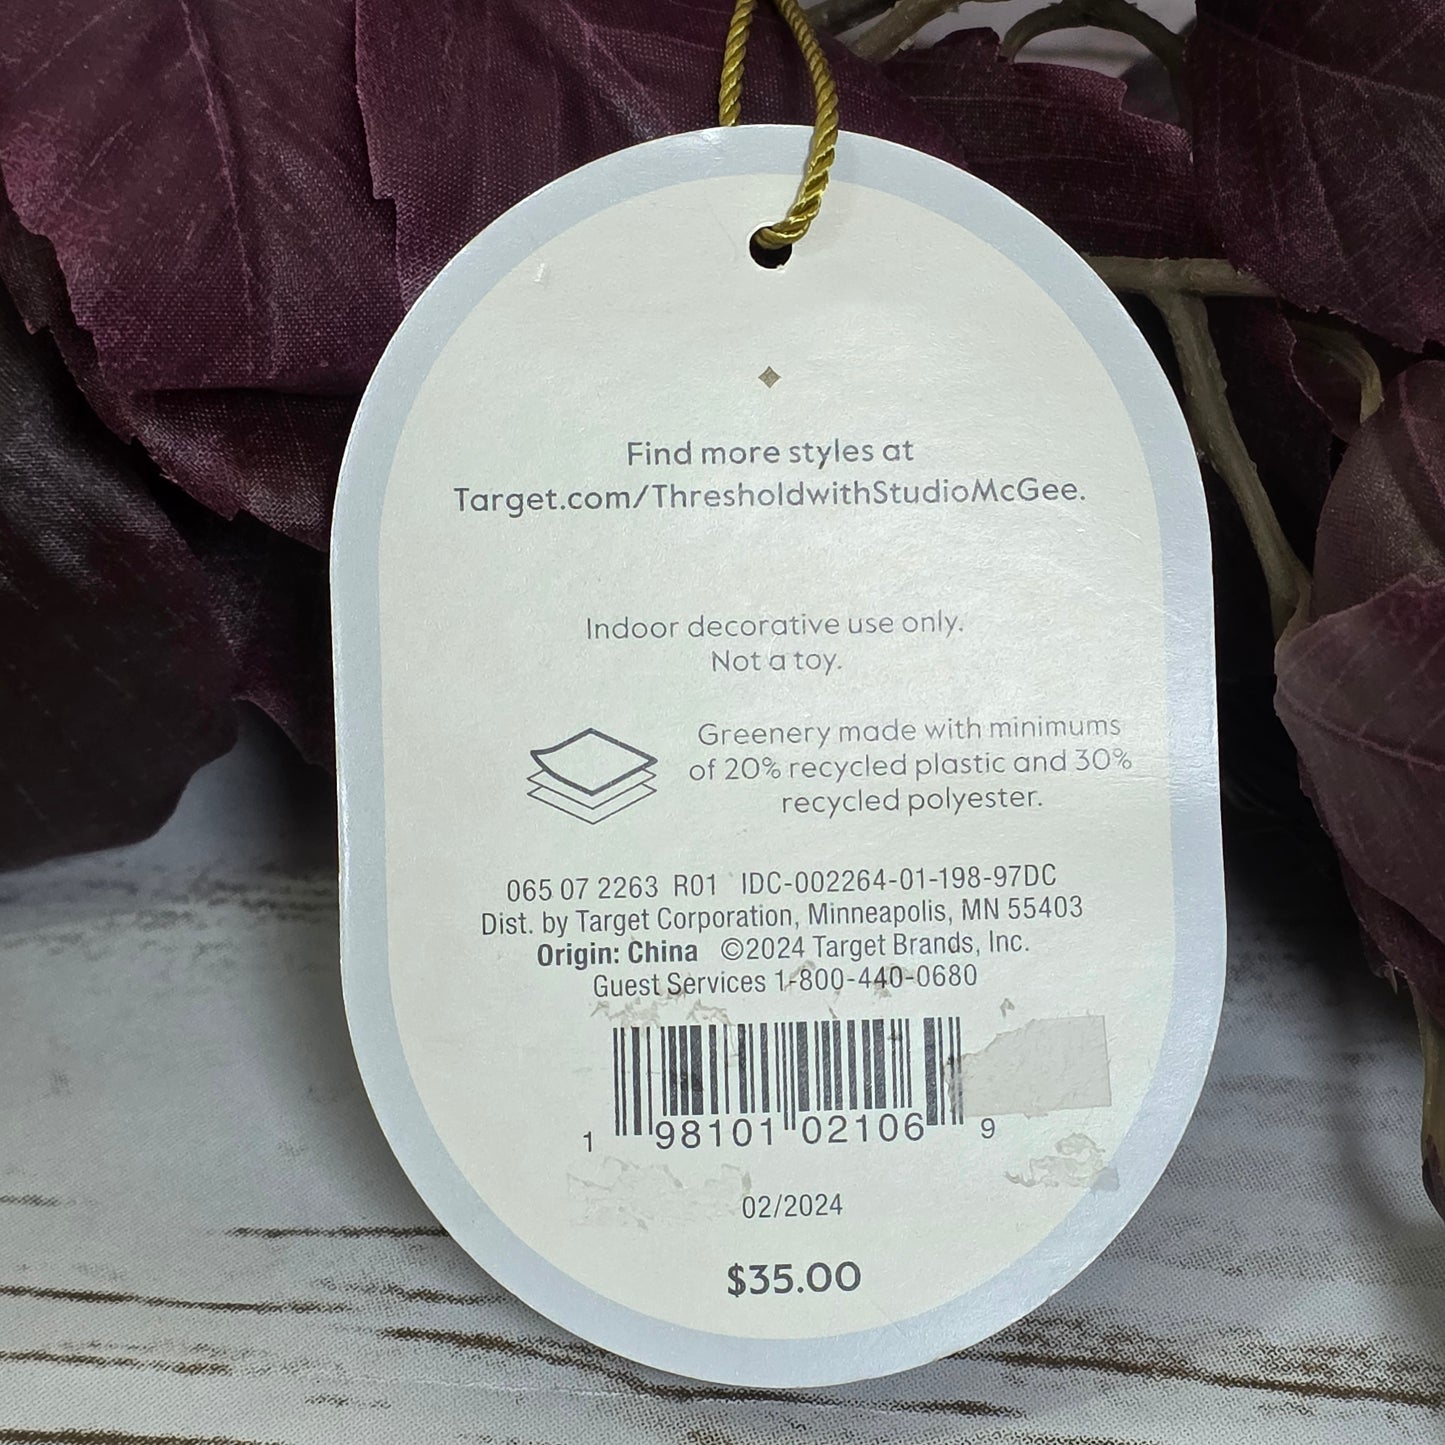 Find more styles at
Target.com/ThresholdwithStudioMcGee.
Indoor decorative use only.
Not a toy.
Greenery made with minimums
of 20% recycled plastic and 30%
recycled polyester.
065 07 2263 R01 IDC-002264-01-198-97DC
Dist. by Target Corporation, Minneapolis, MN 55403
Origin: China ©2024 Target Brands, Inc.
Guest Services 1-800-440-0680
1 98101 02106 9
02/2024
$35.00